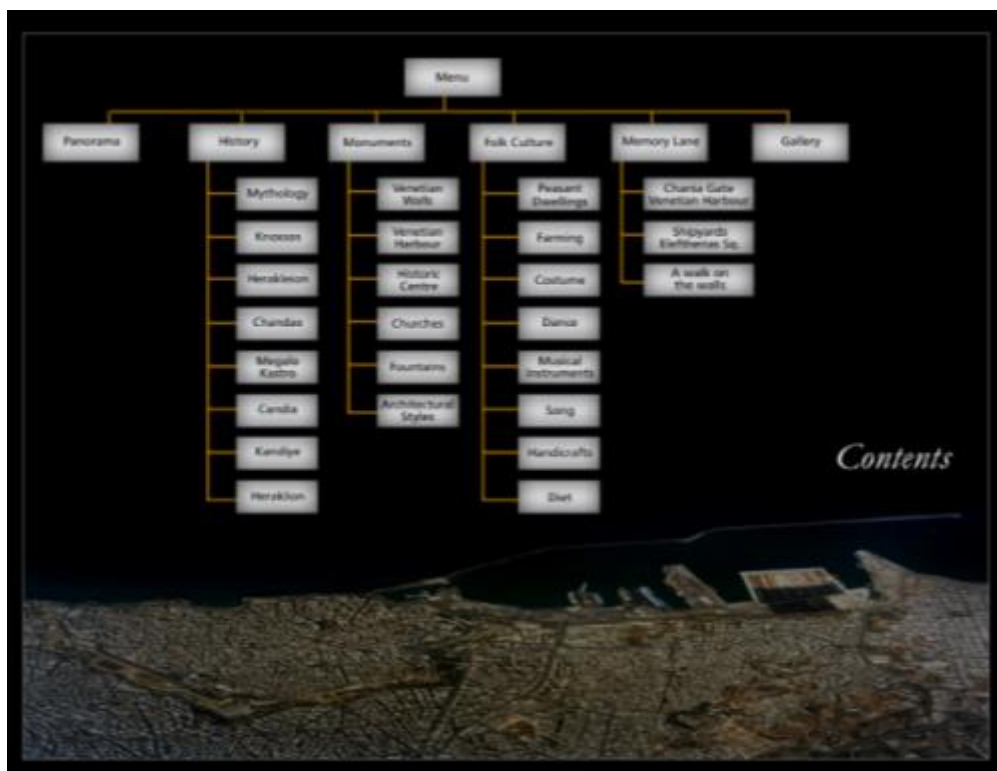 Menu
Panorama
History
Monuments
Folk Culture
Memory Lane
Gallery
Mythology
Knossos
Herakleion
Chandax
Megalo
Kastro
Candia
Kandiye
Heraklion
Venetian
Walls
Venetian
Harbour
Historic
Centre
Churches
Fountains
Architectural
Styles
Peasant
Dwellings
Farming
Costume
Dance
Musical
Instruments
Song
Handicrafts
Diet
Chania Gate
Venetian Harbour
Shipyards
Eleftherias Sq.
A walk on
the walls
Contents